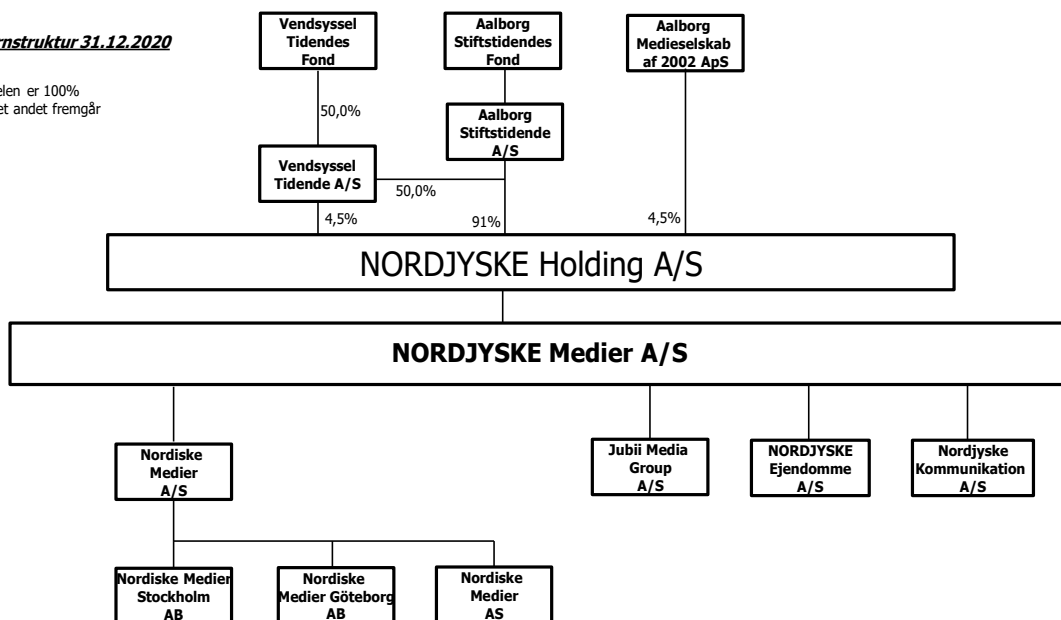 rnstruktur 31.12.2020
elen er 100%
et andet fremgår
Vendsyssel
Tidendes
Fond
Aalborg
Stiftstidendes
Fond
Aalborg
Medieselskab
af 2002 ApS
50,0%
Aalborg
Stiftstidende
A/S
Vendsyssel
Tidende A/S
50,0%
4,5%
91%
4,5%
NORDJYSKE Holding A/S
NORDJYSKE Medier A/S
Nordiske
Medier
A/S
Jubii Media
Group
A/S
NORDJYSKE
Ejendomme
A/S
Nordjyske
Kommunikation
A/S
Nordiske Medier
Stockholm
AB
Nordiske
Medier Göteborg
AB
Nordiske
Medier
AS